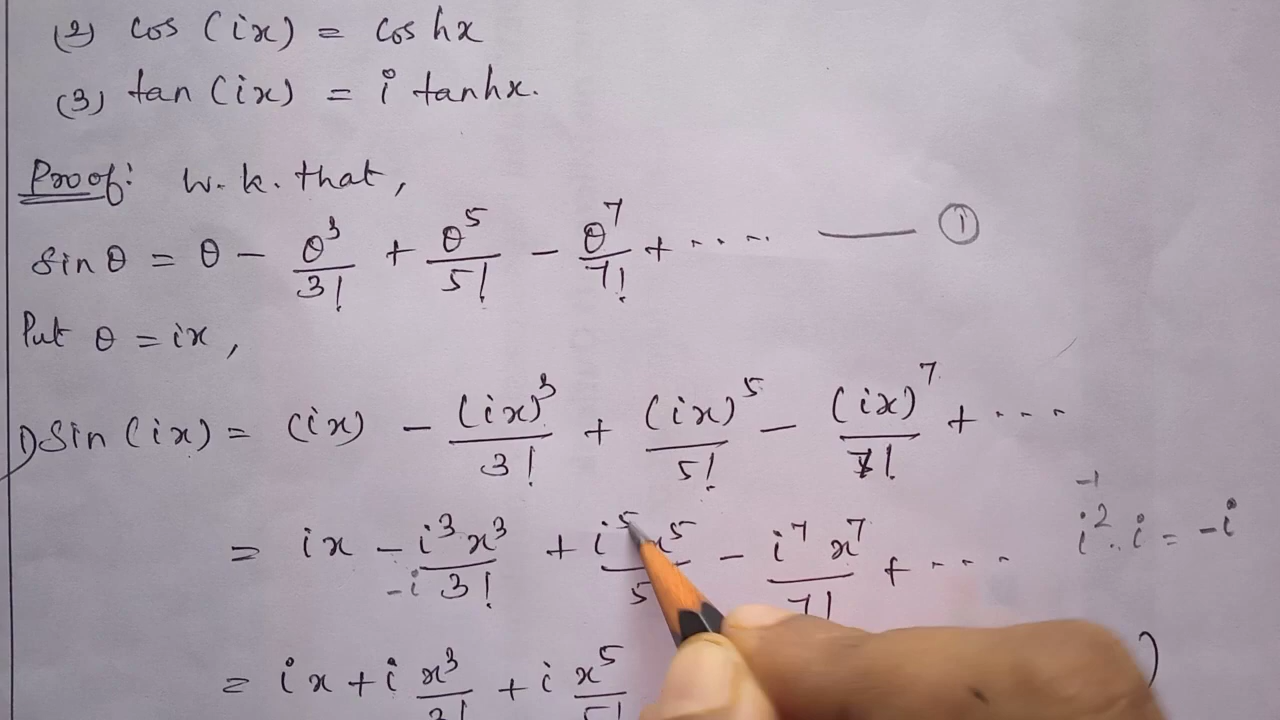 (2) cos (ix) = cos hx
(3) tan (ix) = i tanhx.
Proof: W.k. that,
Sin θ = θ - θ³/3! + θ⁵/5! - θ⁷/7! + ..... —— ①
Put θ = ix,
1) Sin (ix) = (ix) - (ix)³/3! + (ix)⁵/5! - (ix)⁷/7! + ....
= ix - i³x³/3! + i⁵x⁵/5 - i⁷x⁷/7! + ....
-i
-1
i².i = -i
= ix + i x³/3! + i x⁵/5! )